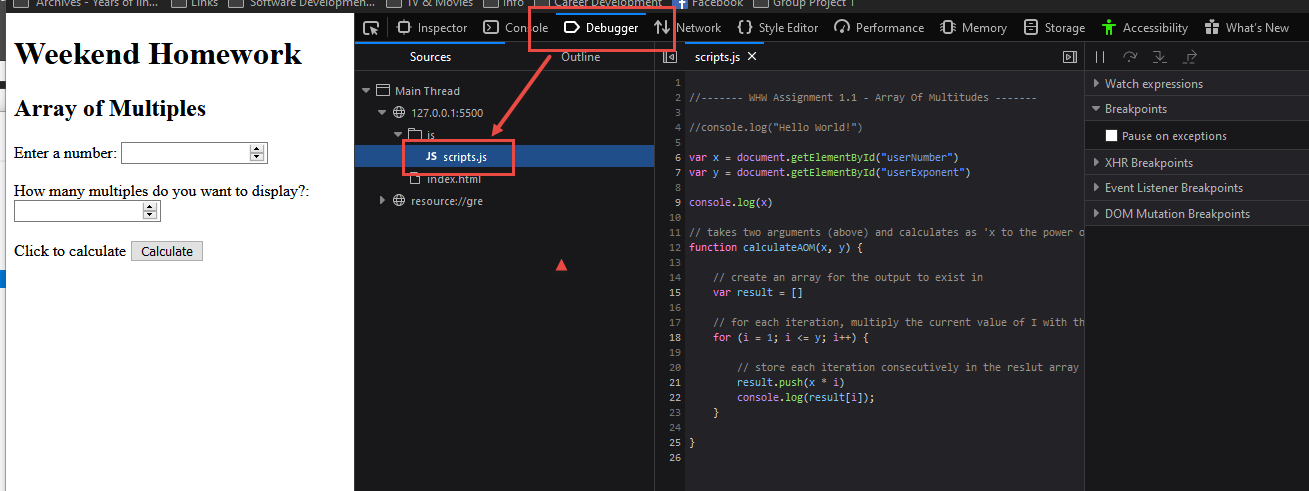 Archives - Years of lin...
Links
Software Developmen...
TV & Movies
Info
Career Development
Facebook
Group Project 1
Weekend Homework
Array of Multiples
Enter a number:
How many multiples do you want to display?:
Click to calculate Calculate
Inspector Console Debugger Network Style Editor Performance Memory Storage Accessibility What's New
Sources Outline
Main Thread
127.0.0.1:5500
js
JS scripts.js
index.html
resource://gre
scripts.js
1
2 //------- WHW Assignment 1.1 - Array Of Multitudes -------
3
4 //console.log("Hello World!")
5
6 var x = document.getElementById("userNumber")
7 var y = document.getElementById("userExponent")
8
9 console.log(x)
10
11 // takes two arguments (above) and calculates as 'x to the power o
12 function calculateAOM(x, y) {
13
14 // create an array for the output to exist in
15 var result = []
16
17 // for each iteration, multiply the current value of I with th
18 for (i = 1; i <= y; i++) {
19
20 // store each iteration consecutively in the reslut array
21 result.push(x * i)
22 console.log(result[i]);
23 }
24
25 }
26
Watch expressions
Breakpoints
Pause on exceptions
XHR Breakpoints
Event Listener Breakpoints
DOM Mutation Breakpoints